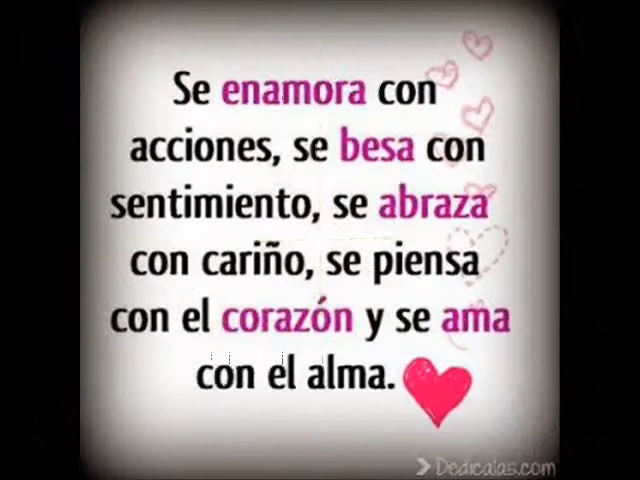 Se enamora con
acciones, se besa con
sentimiento, se abraza
con cariño, se piensa
con el corazón y se ama
con el alma.
Dedicalas.com